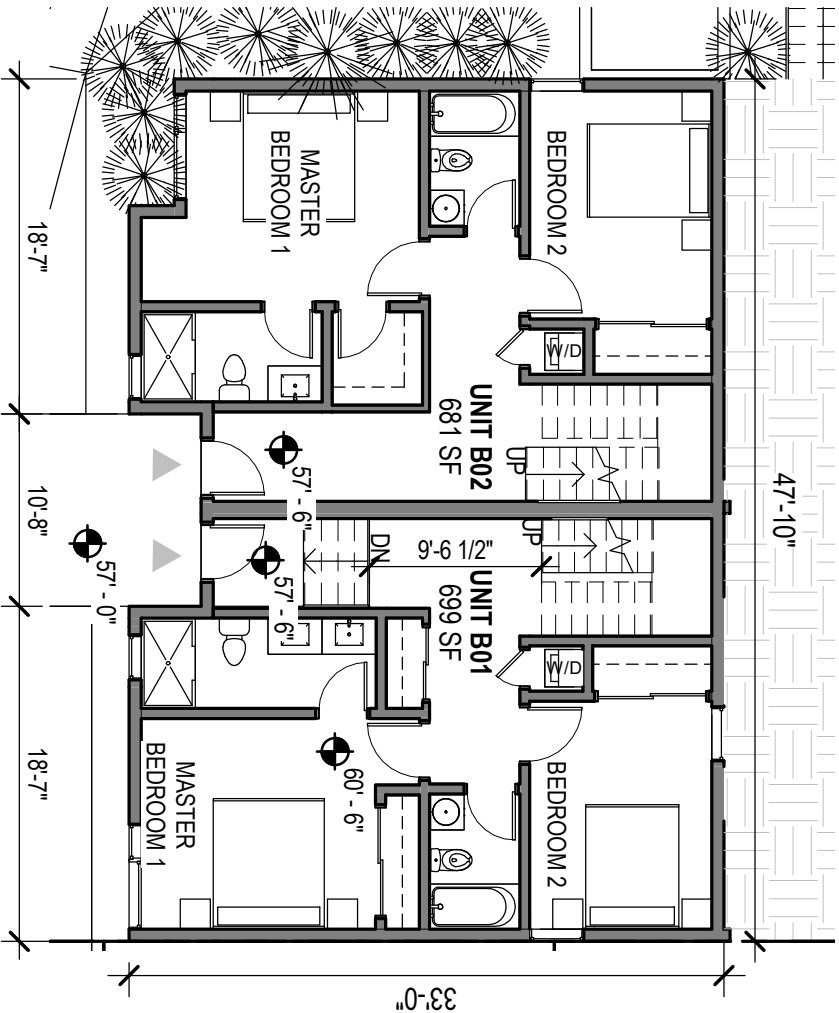 MASTER
BEDROOM 1
BEDROOM 2
18'-7"
W/D
UNIT B02
681 SF
UP
57' - 6"
47'-10"
10'-8"
57' - 0"
DN
9'-6 1/2"
UP
57' - 6"
UNIT B01
699 SF
W/D
18'-7"
MASTER
BEDROOM 1
60' - 6"
BEDROOM 2
33'-0"